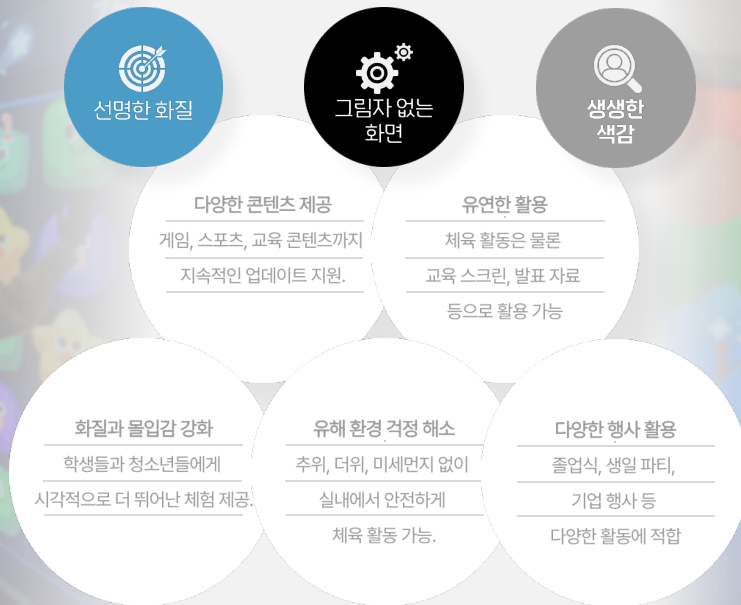 선명한 화질
그림자 없는
화면
생생한
색감
다양한 콘텐츠 제공
게임, 스포츠, 교육 콘텐츠까지
지속적인 업데이트 지원.
유연한 활용
체육 활동은 물론
교육 스크린, 발표 자료
등으로 활용 가능
화질과 몰입감 강화
학생들과 청소년들에게
시각적으로 더 뛰어난 체험 제공.
유해 환경 걱정 해소
추위, 더위, 미세먼지 없이
실내에서 안전하게
체육 활동 가능.
다양한 행사 활용
졸업식, 생일 파티,
기업 행사 등
다양한 활동에 적합